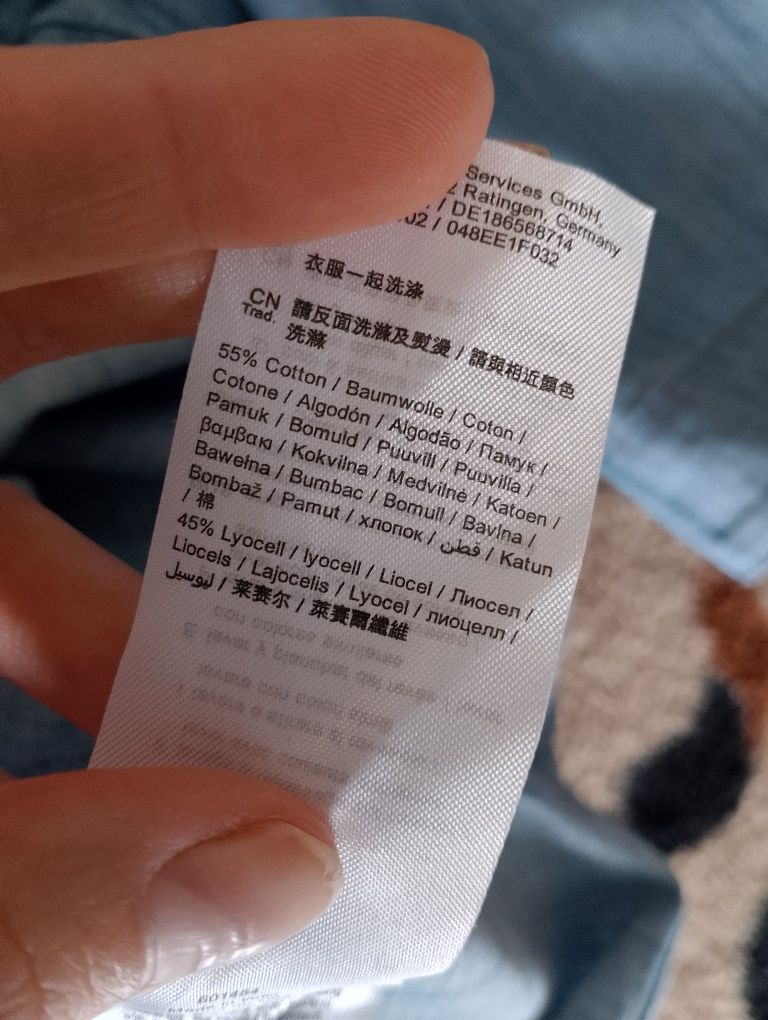 Services GmbH,
Ratingen, Germany
/ DE186568714
02 / 048EE1F032
衣服一起洗涤
CN
Trad.
請反面洗滌及熨燙 / 請與相近顏色
洗滌
55% Cotton / Baumwolle / Coton /
Cotone / Algodón / Algodão / Памук /
Pamuk / Bomuld / Puuvill / Puuvilla /
βαμβακι / Kokvilna / Medvilnė / Katoen /
Bawełna / Bumbac / Bomull / Bavlna /
Bombaž / Pamut / хлопок / قطن / Katun
/ 棉
45% Lyocell / lyocell / Liocel / Лиосел /
Liocels / Lajocelis / Lyocel / лиоцелл /
ليوسيل / 莱赛尔 / 萊賽爾纖維
601454